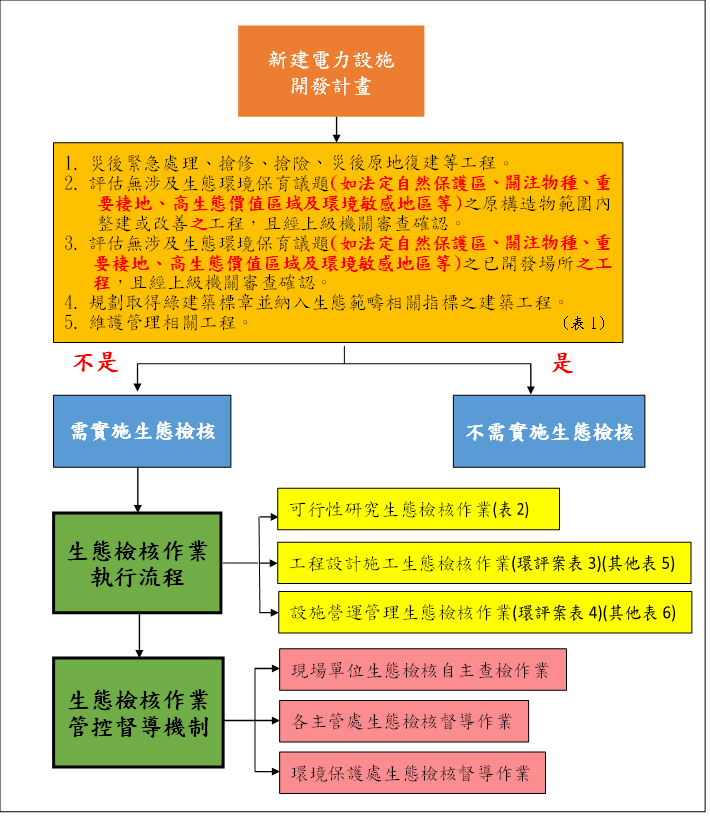 新建電力設施
開發計畫
1. 災後緊急處理、搶修、搶險、災後原地復建等工程。
2. 評估無涉及生態環境保育議題(如法定自然保護區、關注物種、重
要棲地、高生態價值區域及環境敏感地區等)之原構造物範圍內
整建或改善之工程，且經上級機關審查確認。
3. 評估無涉及生態環境保育議題(如法定自然保護區、關注物種、重
要棲地、高生態價值區域及環境敏感地區等)之已開發場所之工
程，且經上級機關審查確認。
4. 規劃取得綠建築標章並納入生態範疇相關指標之建築工程。
5. 維護管理相關工程。 (表 1)
不是
是
需實施生態檢核
不需實施生態檢核
生態檢核作業
執行流程
可行性研究生態檢核作業(表 2)
工程設計施工生態檢核作業(環評案表 3)(其他表 5)
設施營運管理生態檢核作業(環評案表 4)(其他表 6)
生態檢核作業
管控督導機制
現場單位生態檢核自主查檢作業
各主管處生態檢核督導作業
環境保護處生態檢核督導作業